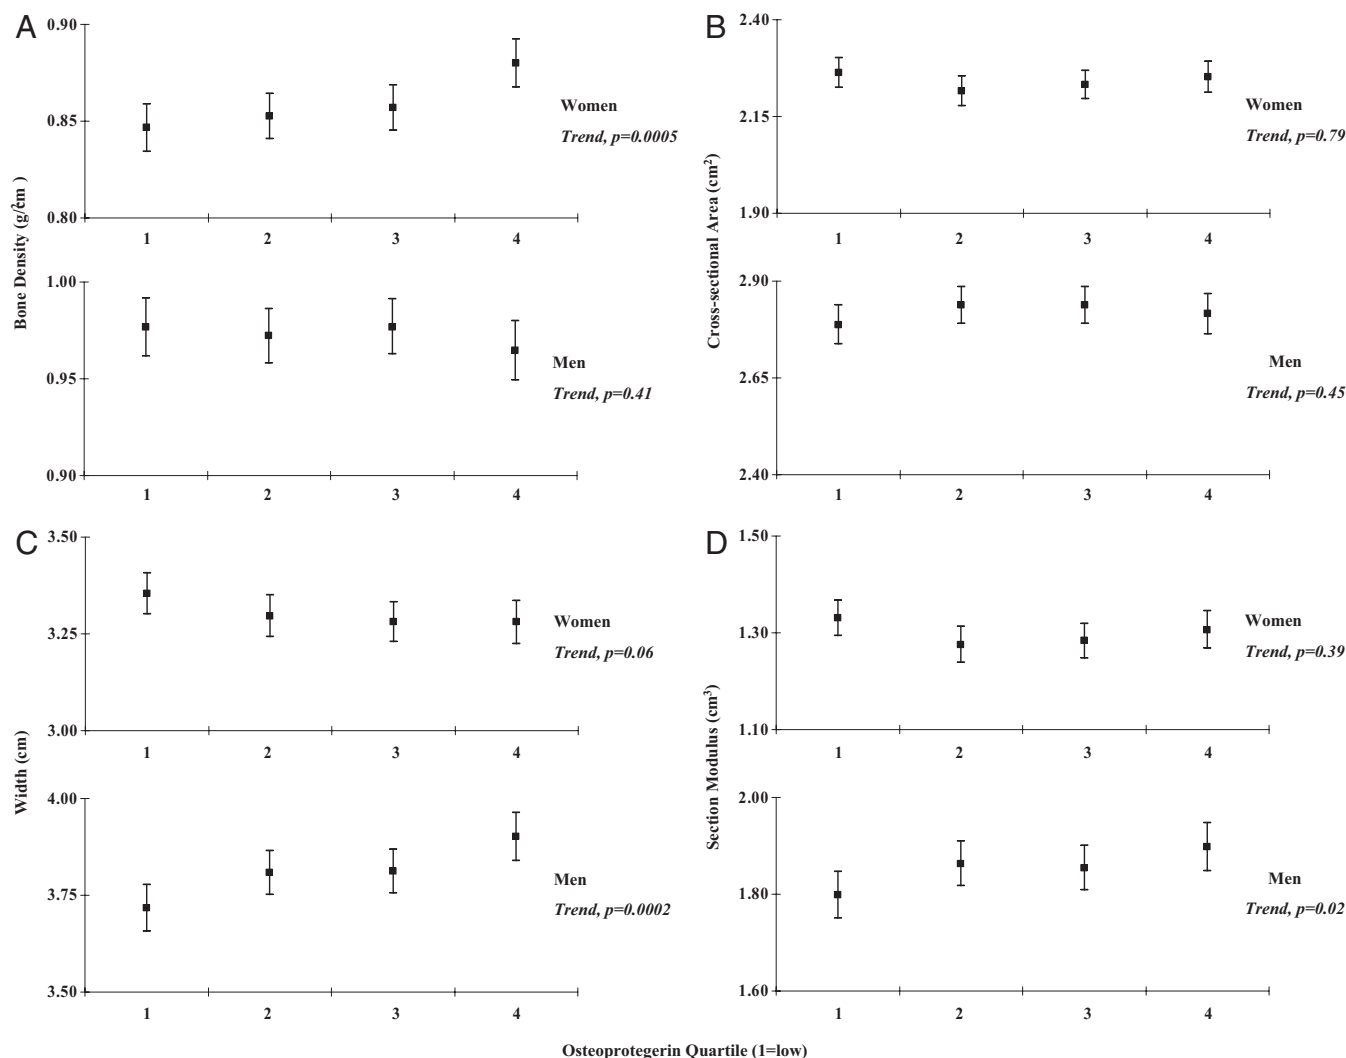 A
0.90
0.85
0.80
1 2 3 4
Women
Trend, p=0.0005
Bone Density (g/cm )
1.00
0.95
0.90
1 2 3 4
Men
Trend, p=0.41
B
2.40
2.15
1.90
1 2 3 4
Women
Trend, p=0.79
Cross-sectional Area (cm²)
2.90
2.65
2.40
1 2 3 4
Men
Trend, p=0.45
C
3.50
3.25
3.00
1 2 3 4
Women
Trend, p=0.06
Width (cm)
4.00
3.75
3.50
1 2 3 4
Men
Trend, p=0.0002
D
1.50
1.30
1.10
1 2 3 4
Women
Trend, p=0.39
Section Modulus (cm³)
2.00
1.80
1.60
1 2 3 4
Men
Trend, p=0.02
Osteoprotegerin Quartile (1=low)